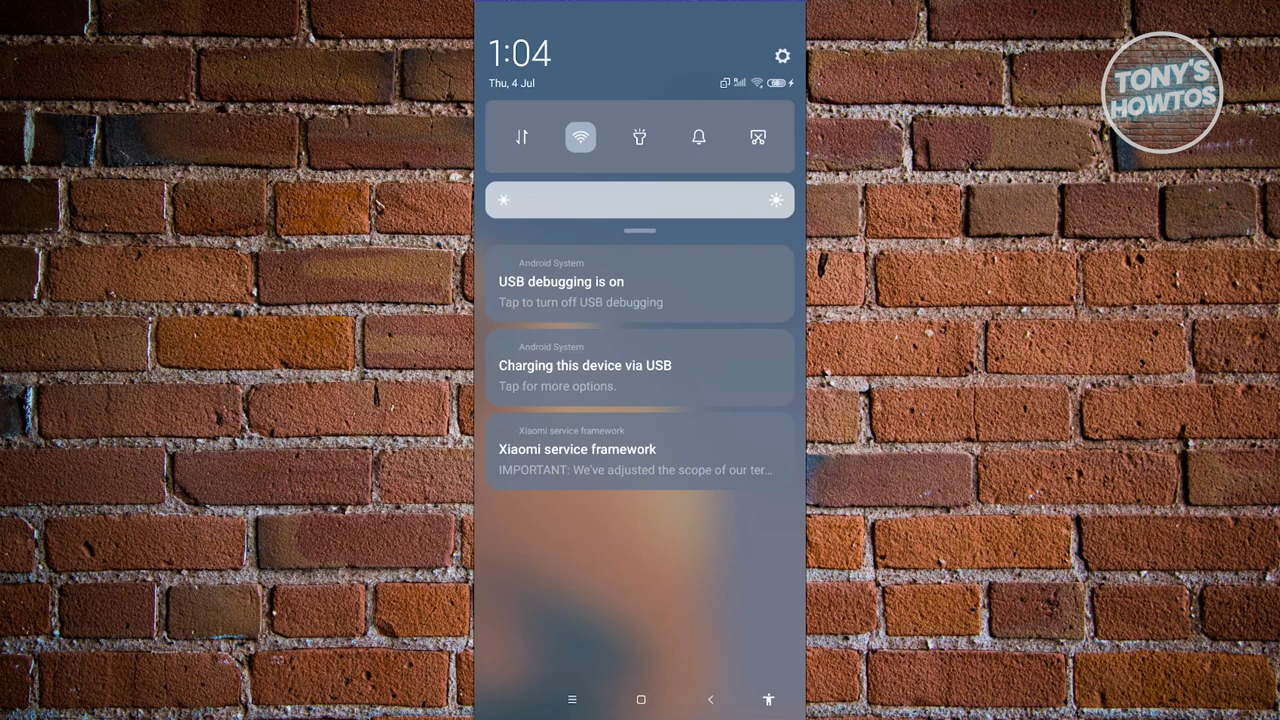 TONY'S
HOWTOS
1:04
Thu, 4 Jul
Android System
USB debugging is on
Tap to turn off USB debugging
Android System
Charging this device via USB
Tap for more options.
Xiaomi service framework
Xiaomi service framework
IMPORTANT: We've adjusted the scope of our ter...